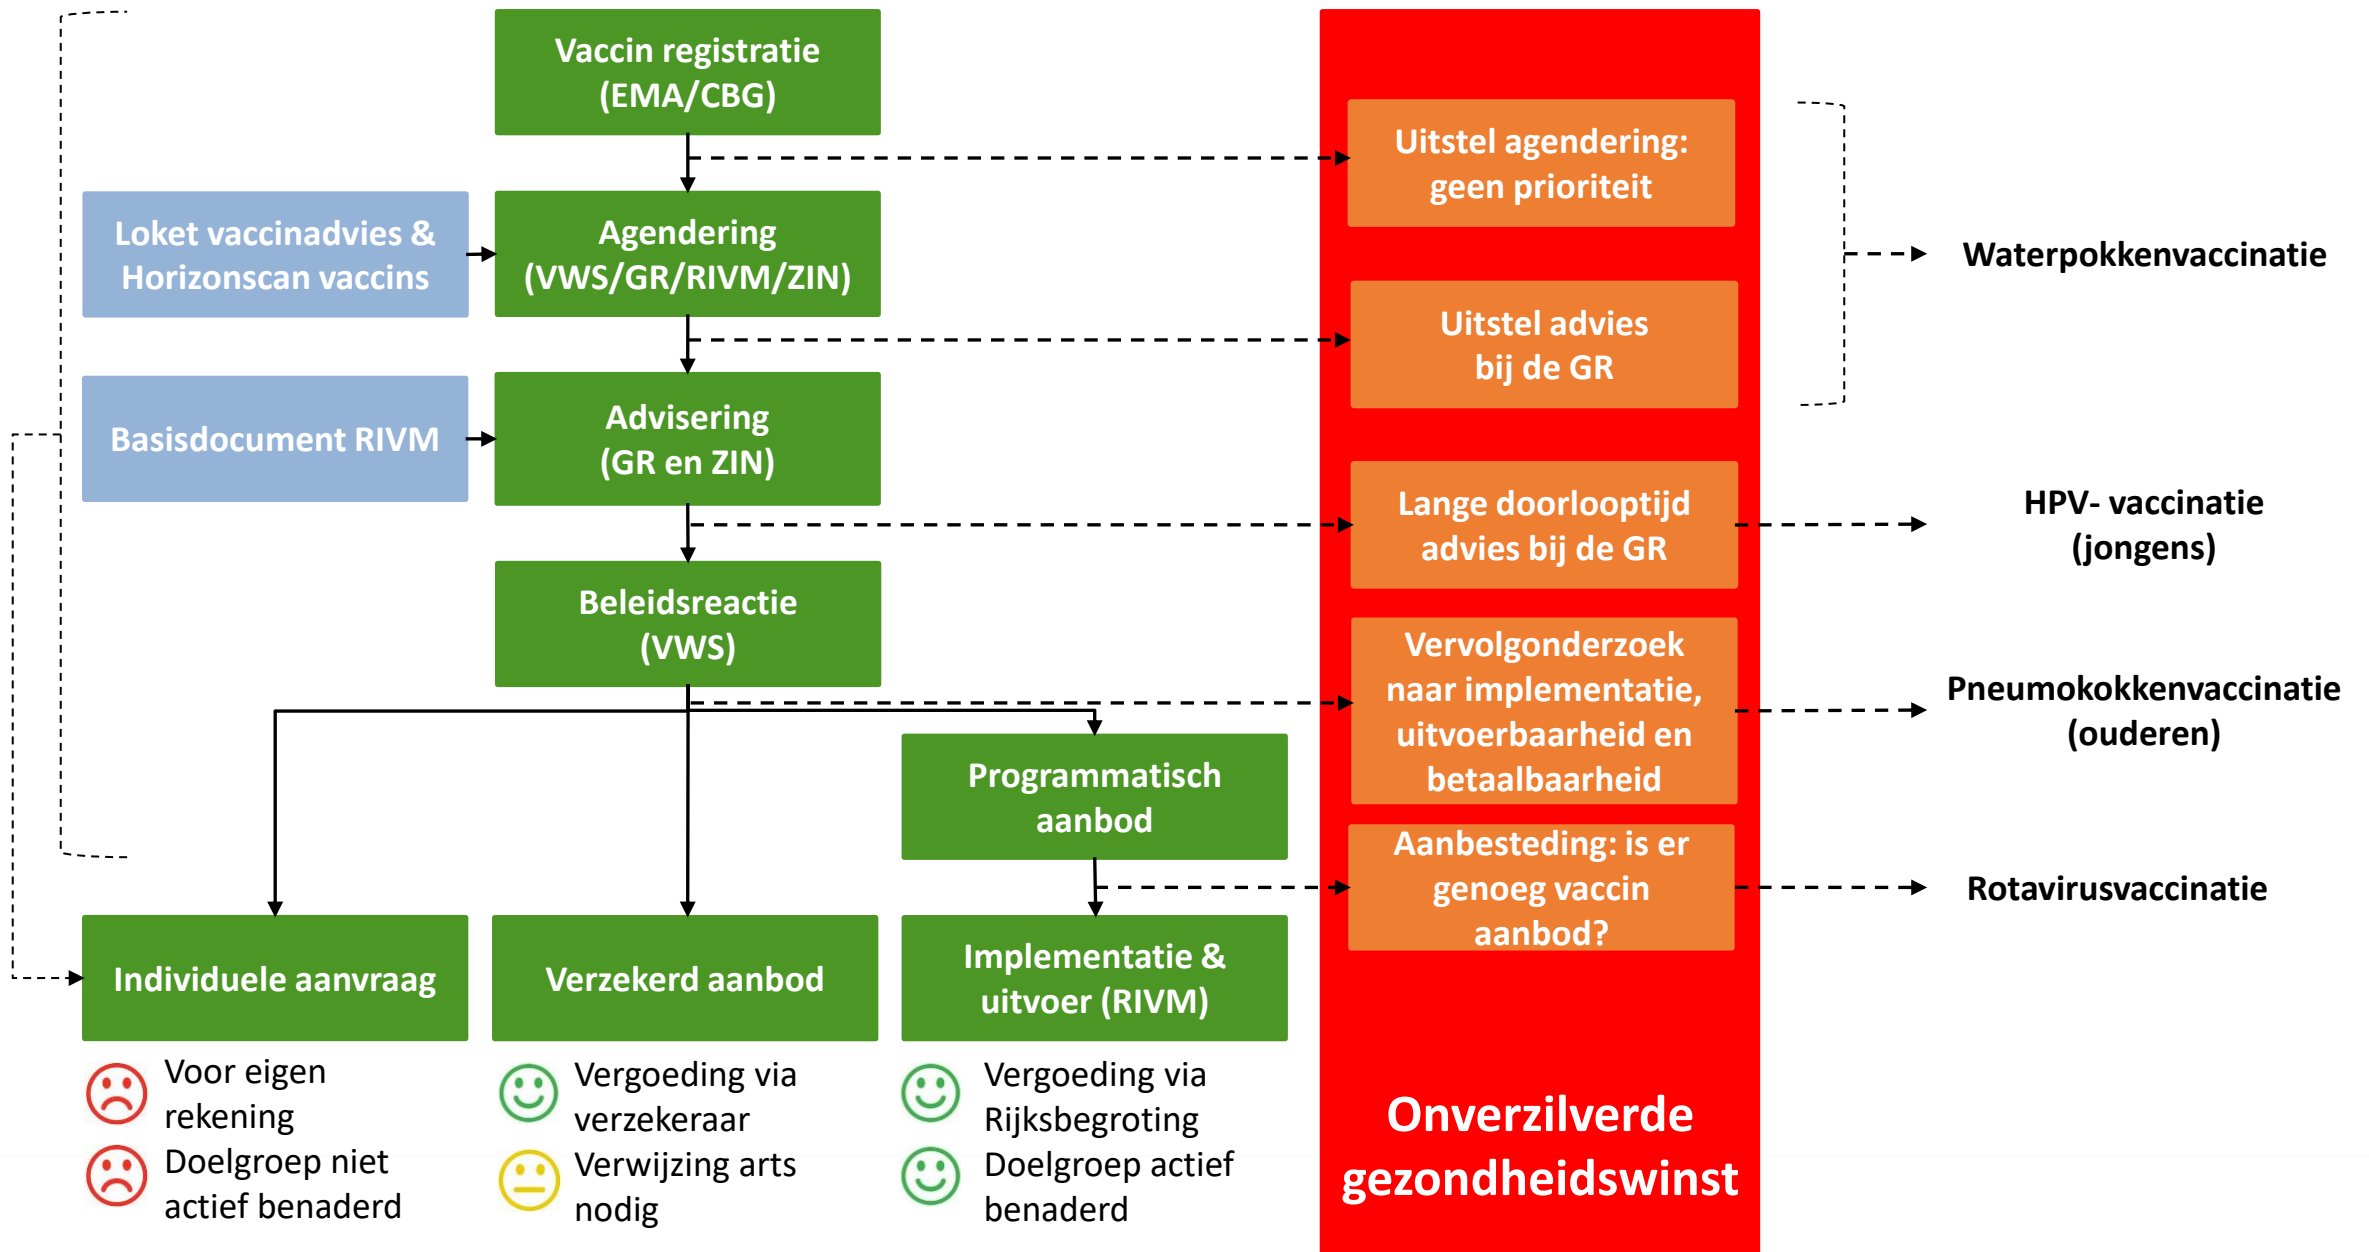 Vaccin registratie
(EMA/CBG)
Uitstel agendering:
geen prioriteit
Loket vaccinadvies &
Horizonscan vaccins
Agendering
(VWS/GR/RIVM/ZIN)
Waterpokkenvaccinatie
Uitstel advies
bij de GR
Basisdocument RIVM
Advisering
(GR en ZIN)
Lange doorlooptijd
advies bij de GR
HPV- vaccinatie
(jongens)
Beleidsreactie
(VWS)
Vervolgonderzoek
naar implementatie,
uitvoerbaarheid en
betaalbaarheid
Pneumokokkenvaccinatie
(ouderen)
Programmatisch
aanbod
Aanbesteding: is er
genoeg vaccin
aanbod?
Rotavirusvaccinatie
Individuele aanvraag
Verzekerd aanbod
Implementatie &
uitvoer (RIVM)
Voor eigen
rekening
Doelgroep niet
actief benaderd
Vergoeding via
verzekeraar
Verwijzing arts
nodig
Vergoeding via
Rijksbegroting
Doelgroep actief
benaderd
Onverzilverde
gezondheidswinst